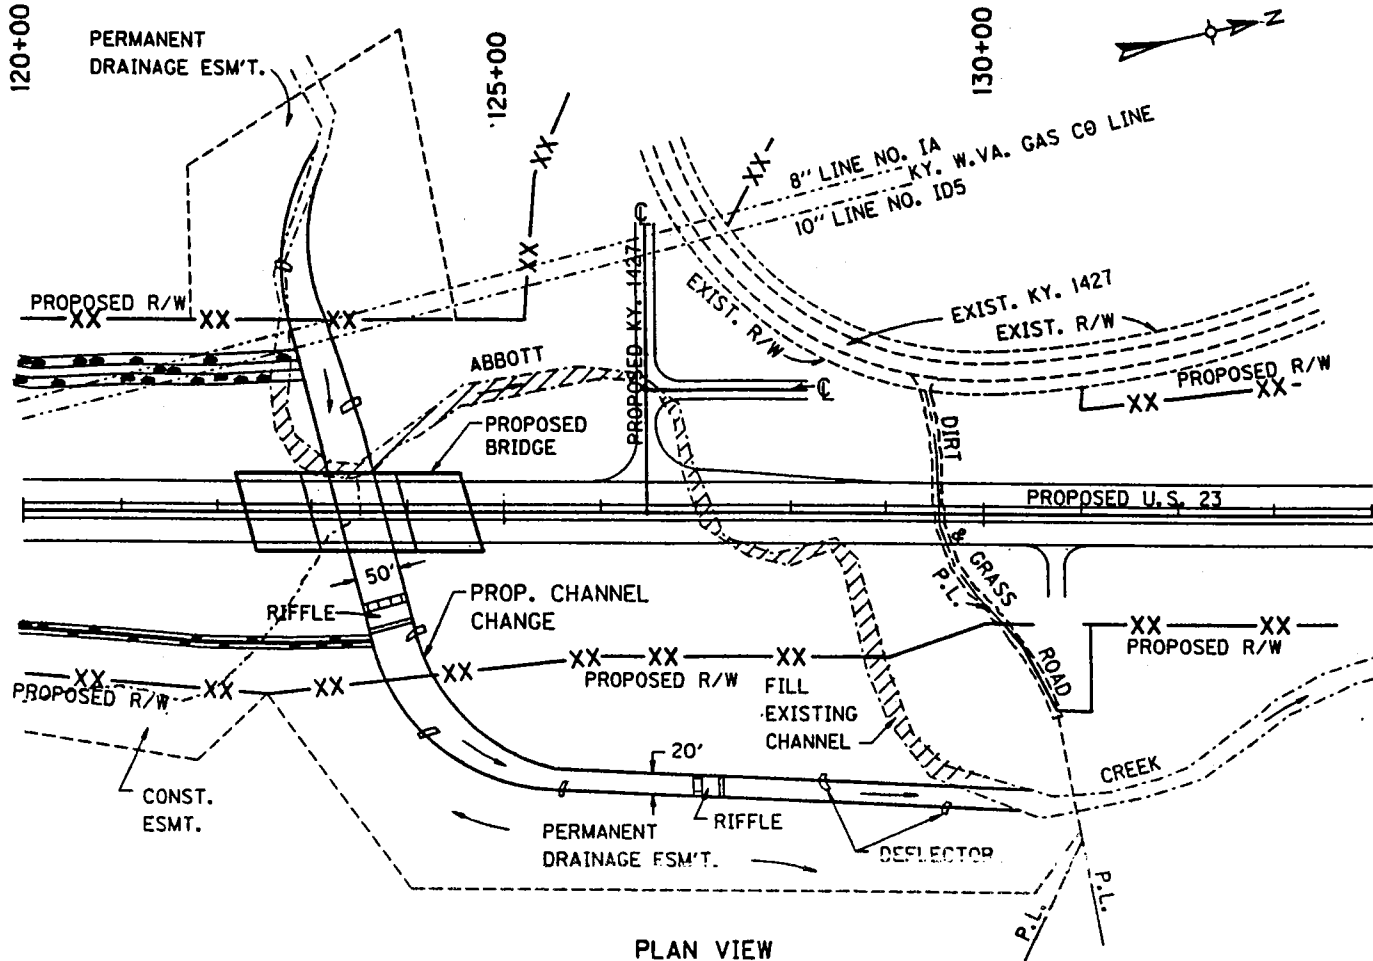 120+00
PERMANENT
DRAINAGE ESM'T.
125+00
130+00
N
8" LINE NO. IA
KY. W.VA. GAS CO LINE
10" LINE NO. ID5
PROPOSED R/W
XX
XX
XX
XX
XX
XX
℄
PROPOSED KY. 1427
EXIST. R/W
EXIST. KY. 1427
EXIST. R/W
PROPOSED R/W
XX
XX
ABBOTT
℄
PROPOSED
BRIDGE
DIRT
& GRASS
ROAD
PROPOSED U.S. 23
P.L.
50'
RIFFLE
PROP. CHANNEL
CHANGE
XX
XX
PROPOSED R/W
XX
XX
XX
XX
XX
XX
XX
PROPOSED R/W
PROPOSED R/W
FILL
EXISTING
CHANNEL
20'
CREEK
CONST.
ESMT.
RIFFLE
PERMANENT
DRAINAGE ESM'T.
DEFLECTOR
P.L.
P.L.
PLAN VIEW